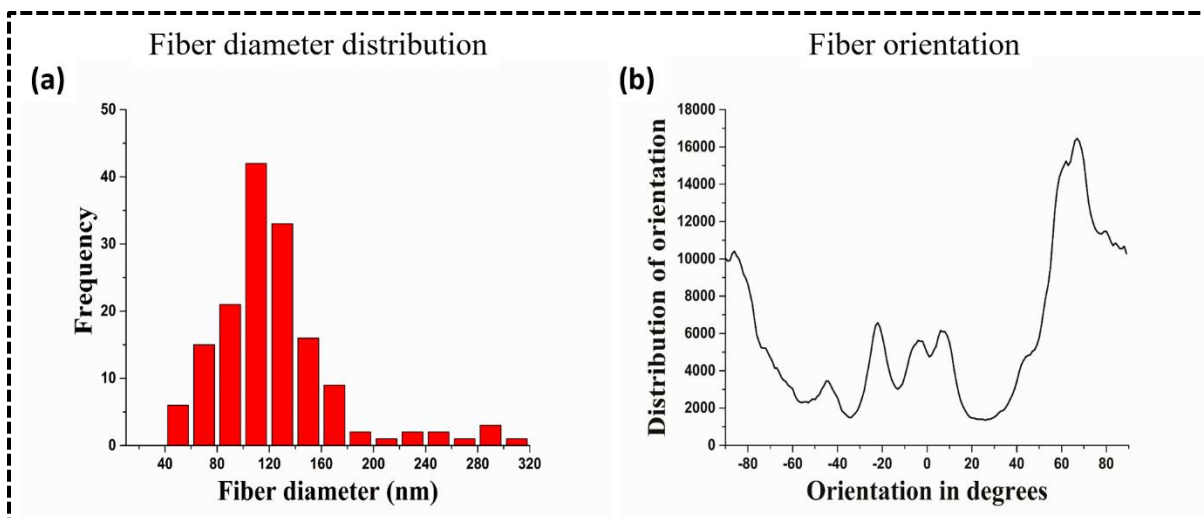 Fiber diameter distribution
(a)
50
40
30
20
10
0
Frequency
40 80 120 160 200 240 280 320
Fiber diameter (nm)
Fiber orientation
(b)
18000
16000
14000
12000
10000
8000
6000
4000
2000
0
Distribution of orientation
-80 -60 -40 -20 0 20 40 60 80
Orientation in degrees